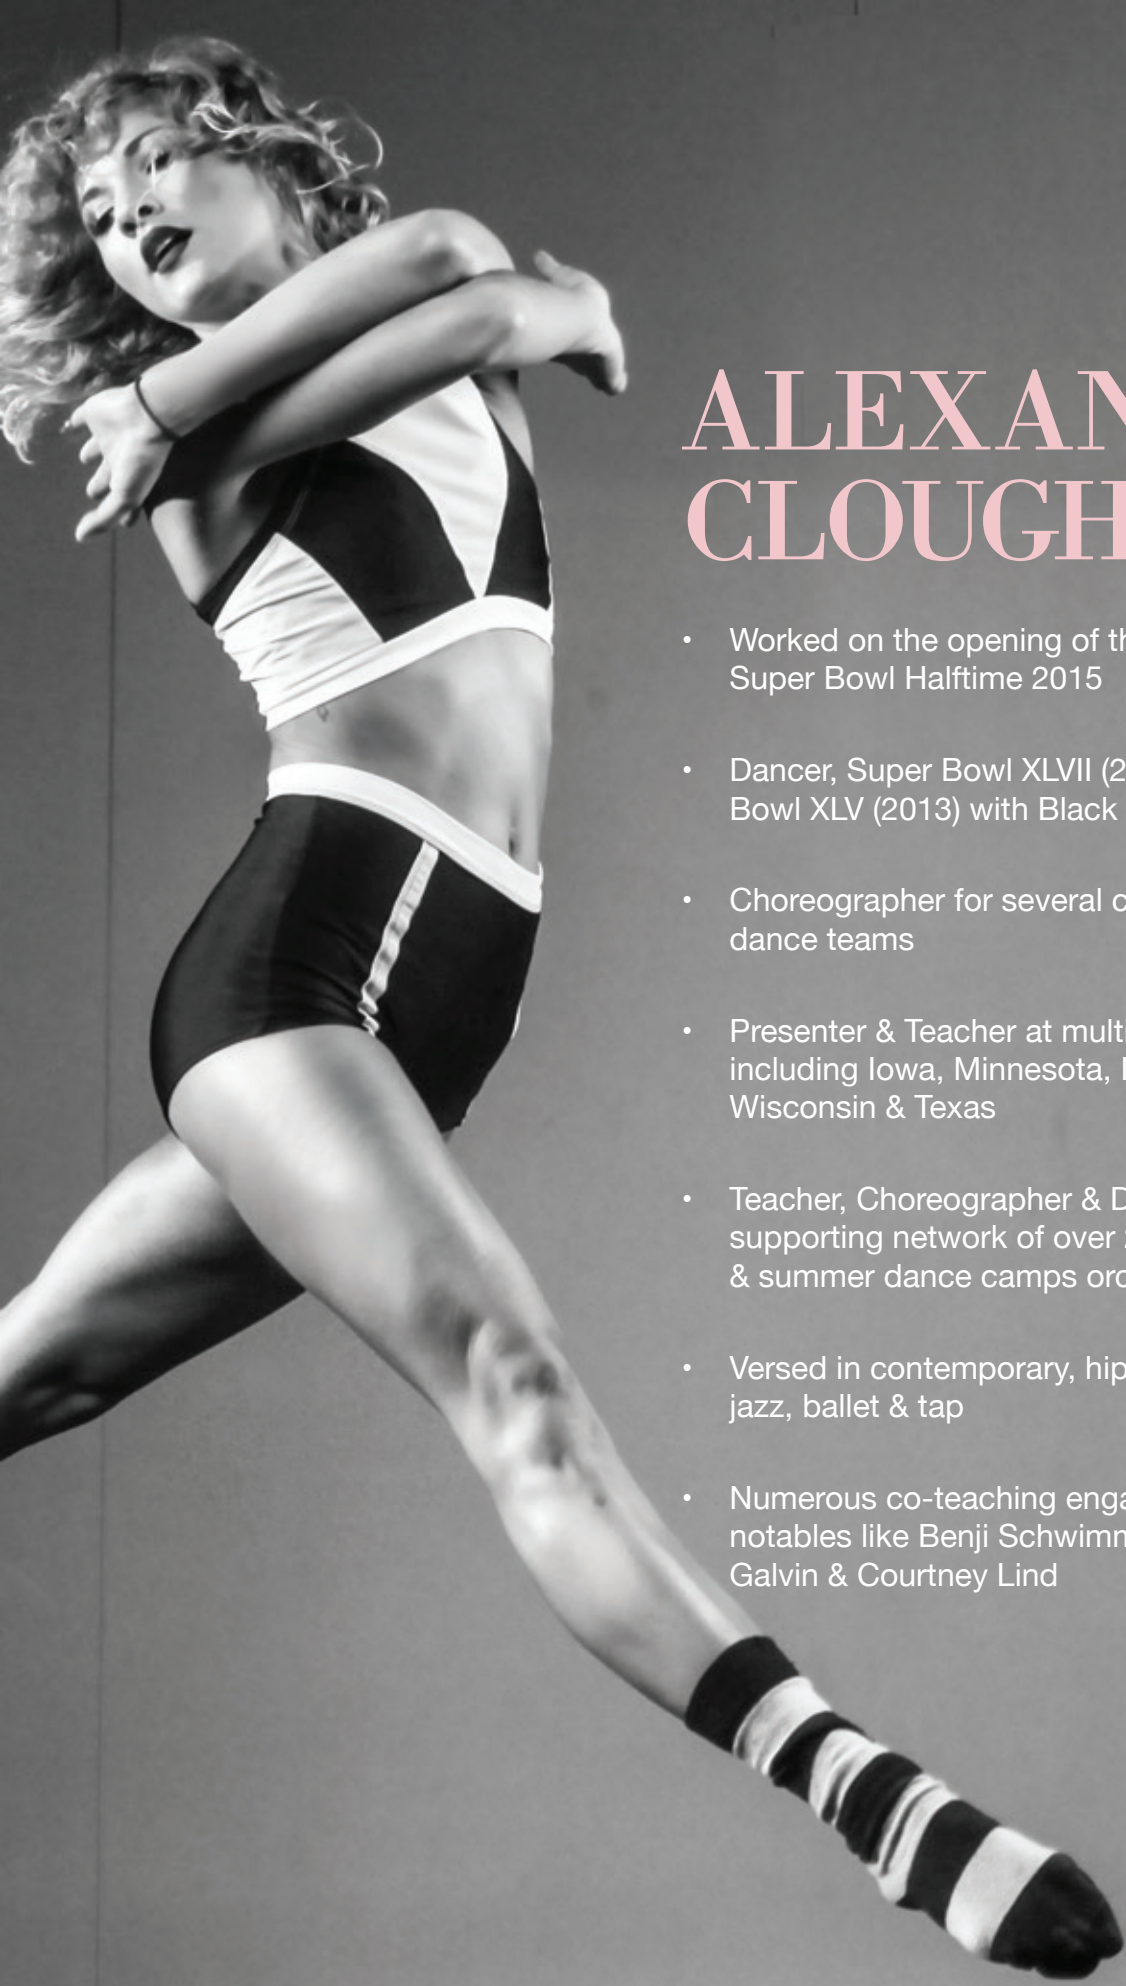 ALEXAN
CLOUGH
• Worked on the opening of th
Super Bowl Halftime 2015
• Dancer, Super Bowl XLVII (2
Bowl XLV (2013) with Black
• Choreographer for several c
dance teams
• Presenter & Teacher at multi
including Iowa, Minnesota,
Wisconsin & Texas
• Teacher, Choreographer & D
supporting network of over
& summer dance camps
• Versed in contemporary, hip
jazz, ballet & tap
• Numerous co-teaching enga
notables like Benji Schwimm
Galvin & Courtney Lind